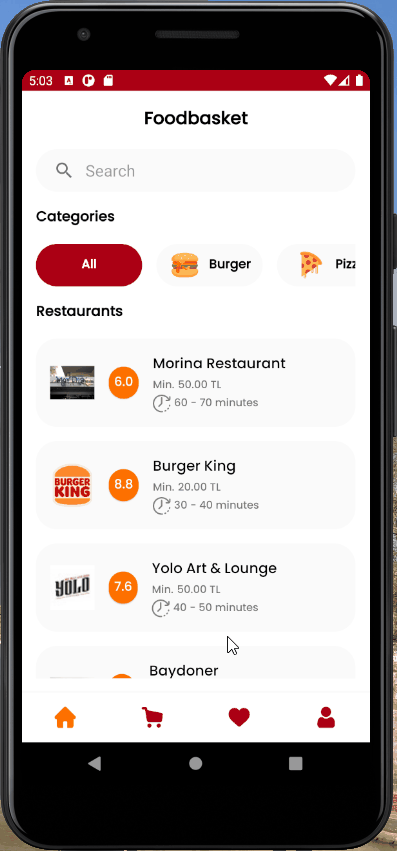 5:03
Foodbasket
Search
Categories
All
Burger
Pizz
Restaurants
Morina Restaurant
6.0
Min. 50.00 TL
60 - 70 minutes
Burger King
BURGER
KING
8.8
Min. 20.00 TL
30 - 40 minutes
Yolo Art & Lounge
YOLO
7.6
Min. 50.00 TL
40 - 50 minutes
Baydoner